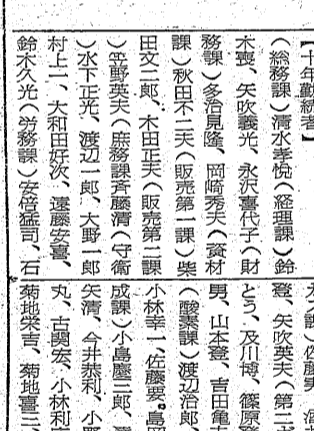 【十年勤続者】
（総務課）清水孝悦（経理課）鈴
木喪、矢吹義光、永沢喜代子（財
務課）多治見隆、岡崎秀夫（資材
課）秋田不二夫（販売第一課）柴
田文二郎、木田正夫（販売第二課
）笠野英夫（庶務課斉藤清（守衛
）水下正光、渡辺一郎、大野一郎
村上二、大和田好次、遠藤安喜、
鈴木久光（労務課）安倍猛司、石
登、矢吹英夫（第二
とう、及川博、篠原
男、山本登、吉田亀
（酸素課）渡辺治郎、
小林幸一、佐藤要。島
成課）小島慶三郎、
矢清、今井恭利、小野
丸、古関宏、小林利
菊地栄吉、菊地喜二、